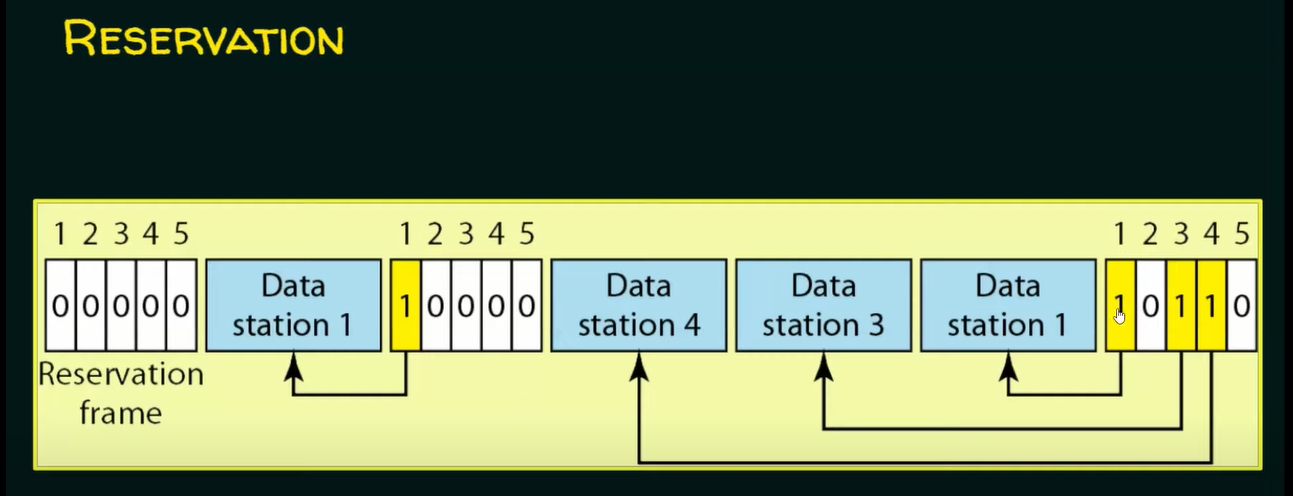 RESERVATION
1 2 3 4 5
1 2 3 4 5
1 2 3 4 5
0 0 0 0 0
Data
station 1
1 0 0 0 0
Data
station 4
Data
station 3
Data
station 1
1 0 1 1 0
Reservation
frame